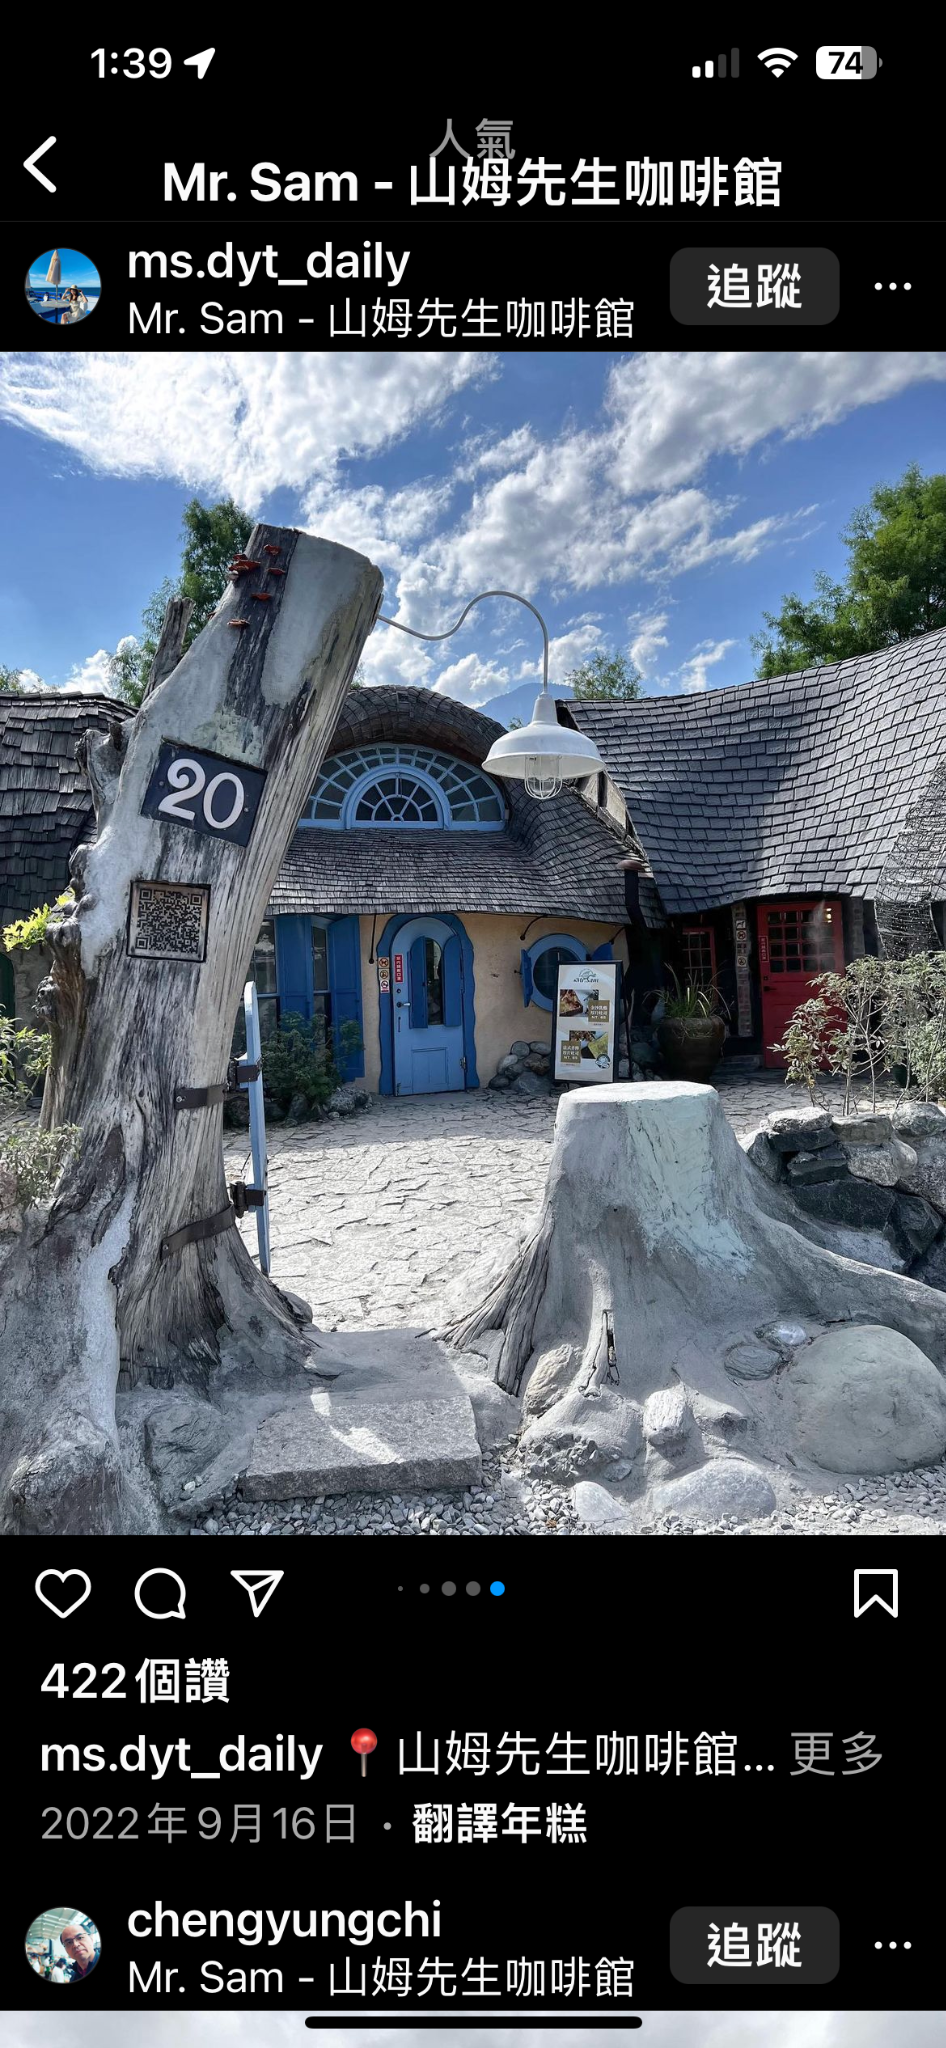 1:39
74
人氣
Mr. Sam - 山姆先生咖啡館
ms.dyt_daily
追蹤
Mr. Sam - 山姆先生咖啡館
20
422個讚
ms.dyt_daily 📍山姆先生咖啡館... 更多
2022年9月16日 · 翻譯年糕
chengyungchi
追蹤
Mr. Sam - 山姆先生咖啡館